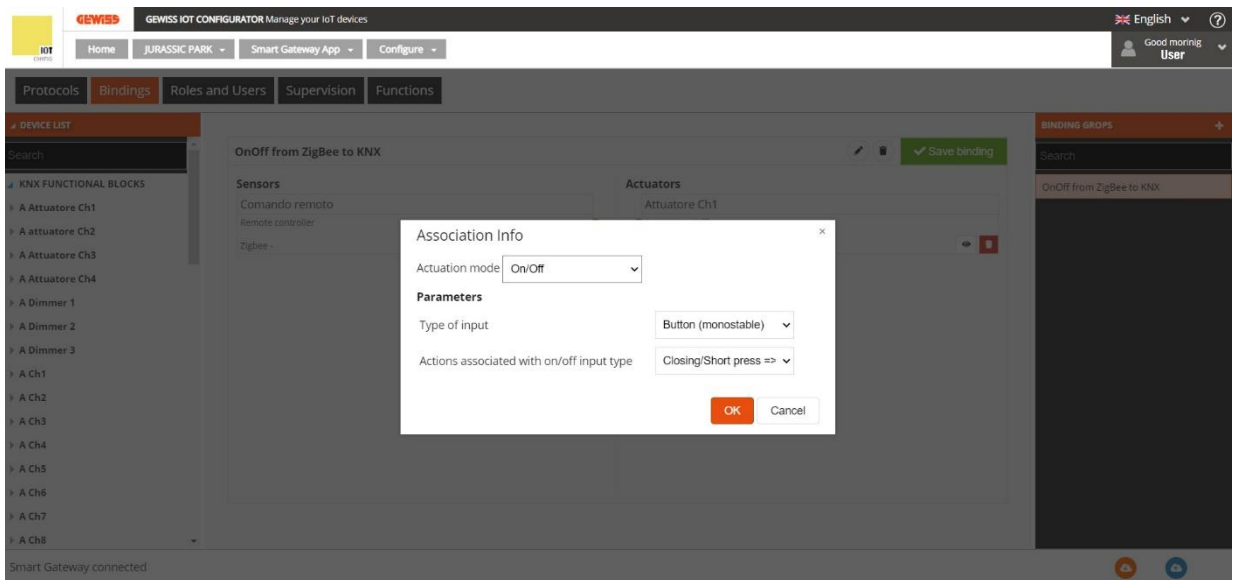 GEWISS GEWISS IOT CONFIGURATOR Manage your IoT devices English ?
IOT
CONFIG
Home JURASSIC PARK Smart Gateway App Configure Good morinig
User
Protocols Bindings Roles and Users Supervision Functions
DEVICE LIST
Search
KNX FUNCTIONAL BLOCKS
A Attuatore Ch1
A attuatore Ch2
A Attuatore Ch3
A Attuatore Ch4
A Dimmer 1
A Dimmer 2
A Dimmer 3
A Ch1
A Ch2
A Ch3
A Ch4
A Ch5
A Ch6
A Ch7
A Ch8
OnOff from ZigBee to KNX Save binding
Sensors
Comando remoto
Remote controller
Zigbee -
Actuators
Attuatore Ch1
Association Info ×
Actuation mode On/Off
Parameters
Type of input Button (monostable)
Actions associated with on/off input type Closing/Short press =>
OK Cancel
BINDING GROPS +
Search
OnOff from ZigBee to KNX
Smart Gateway connected